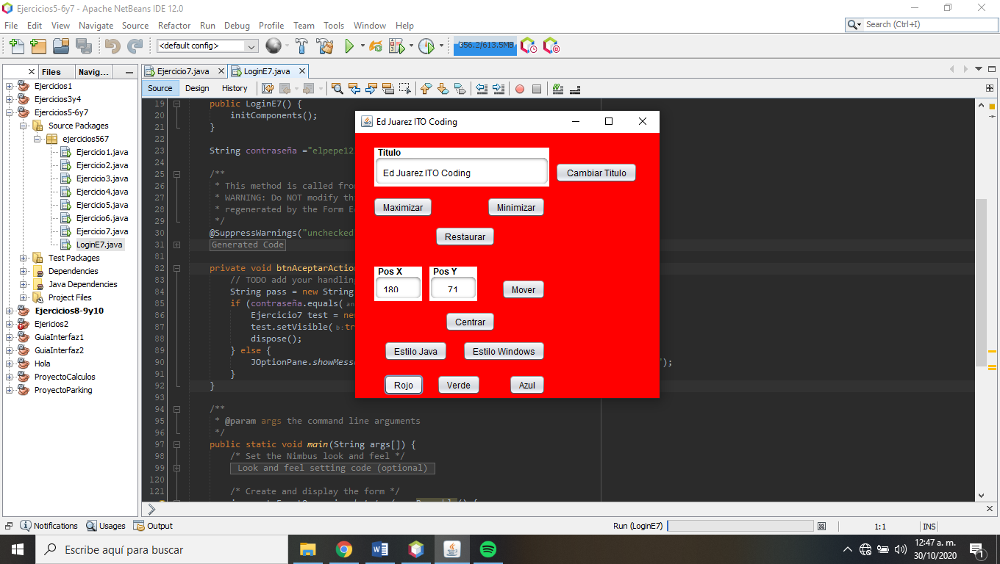 Ejercicios5-6y7 - Apache NetBeans IDE 12.0
File Edit View Navigate Source Refactor Run Debug Profile Team Tools Window Help
Search (Ctrl+I)
<default config>
356.2/613.5MB
Files Navig...
Ejercicio7.java LoginE7.java
Source Design History
Ejercicios1
Ejercicios3y4
Ejercicios5-6y7
Source Packages
ejercicios567
Ejercicio1.java
Ejercicio2.java
Ejercicio3.java
Ejercicio4.java
Ejercicio5.java
Ejercicio6.java
Ejercicio7.java
LoginE7.java
Test Packages
Dependencies
Java Dependencies
Project Files
Ejercicios8-9y10
Ejericios2
GuiaInterfaz1
GuiaInterfaz2
Hola
ProyectoCalculos
ProyectoParking
19 public LoginE7() {
20 initComponents();
21 }
22
23 String contraseña ="elpepe12
24
25 /**
26 * This method is called from
27 * WARNING: Do NOT modify thi
28 * regenerated by the Form E
29 */
30 @SuppressWarnings("unchecked
31 Generated Code
81
82 private void btnAceptarAction
83 // TODO add your handling
84 String pass = new String
85 if (contraseña.equals(
86 Ejercicio7 test = new
87 test.setVisible( b:tr
88 dispose();
89 } else {
90 JOptionPane.showMess ");
91 }
92 }
93
94 /**
95 * @param args the command line arguments
96 */
97 public static void main(String args[]) {
98 /* Set the Nimbus look and feel */
99 Look and feel setting code (optional)
120
121 /* Create and display the form */
Ed Juarez ITO Coding
Titulo
Ed Juarez ITO Coding
Cambiar Titulo
Maximizar Minimizar
Restaurar
Pos X Pos Y
180 71 Mover
Centrar
Estilo Java Estilo Windows
Rojo Verde Azul
Notifications Usages Output
Run (LoginE7)
1:1 INS
Escribe aquí para buscar
12:47 a. m.
30/10/2020
1